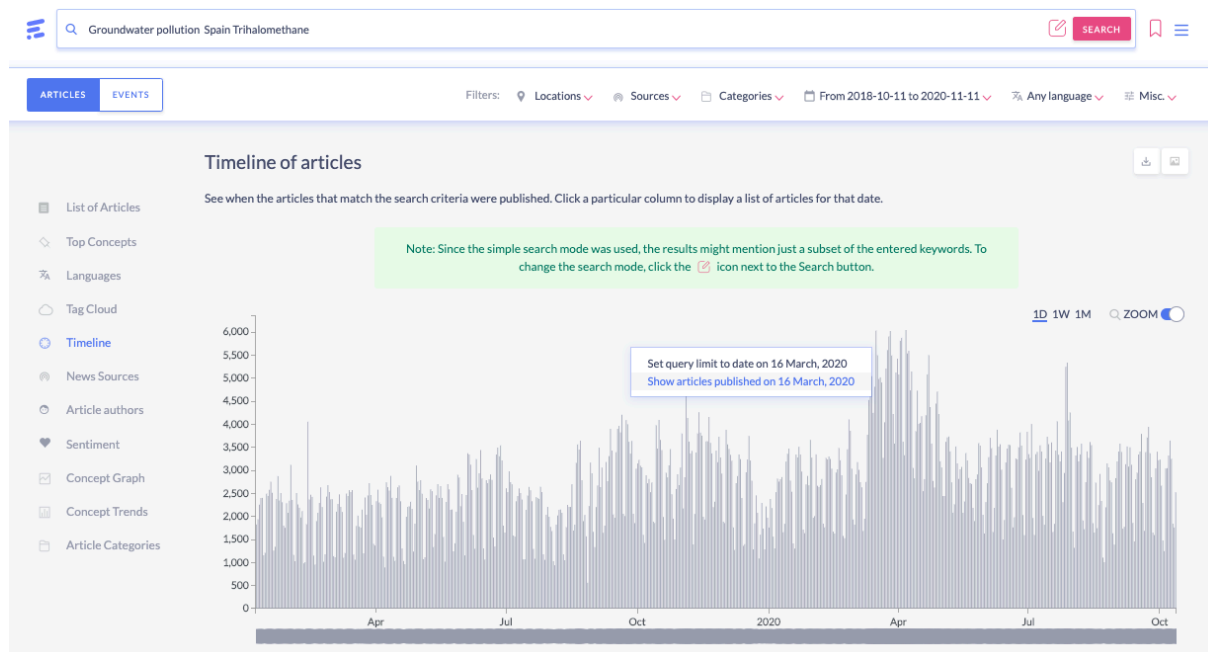 Groundwater pollution Spain Trihalomethane
SEARCH
ARTICLES
EVENTS
Filters:
Locations
Sources
Categories
From 2018-10-11 to 2020-11-11
Any language
Misc.
Timeline of articles
See when the articles that match the search criteria were published. Click a particular column to display a list of articles for that date.
List of Articles
Top Concepts
Languages
Tag Cloud
Timeline
News Sources
Article authors
Sentiment
Concept Graph
Concept Trends
Article Categories
Note: Since the simple search mode was used, the results might mention just a subset of the entered keywords. To
change the search mode, click the icon next to the Search button.
1D 1W 1M
ZOOM
Set query limit to date on 16 March, 2020
Show articles published on 16 March, 2020
6,000
5,500
5,000
4,500
4,000
3,500
3,000
2,500
2,000
1,500
1,000
500
0
Apr
Jul
Oct
2020
Apr
Jul
Oct